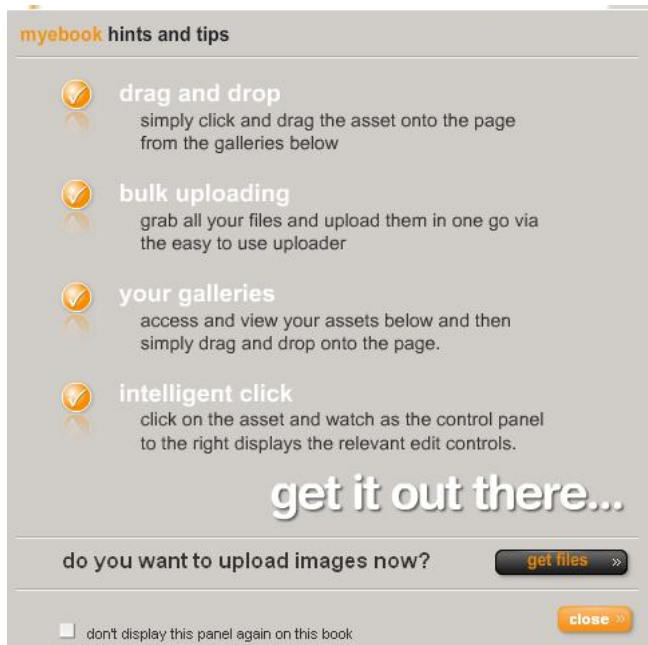 myebook hints and tips
drag and drop
simply click and drag the asset onto the page
from the galleries below
bulk uploading
grab all your files and upload them in one go via
the easy to use uploader
your galleries
access and view your assets below and then
simply drag and drop onto the page.
intelligent click
click on the asset and watch as the control panel
to the right displays the relevant edit controls.
get it out there...
do you want to upload images now?
get files »
close »
don't display this panel again on this book